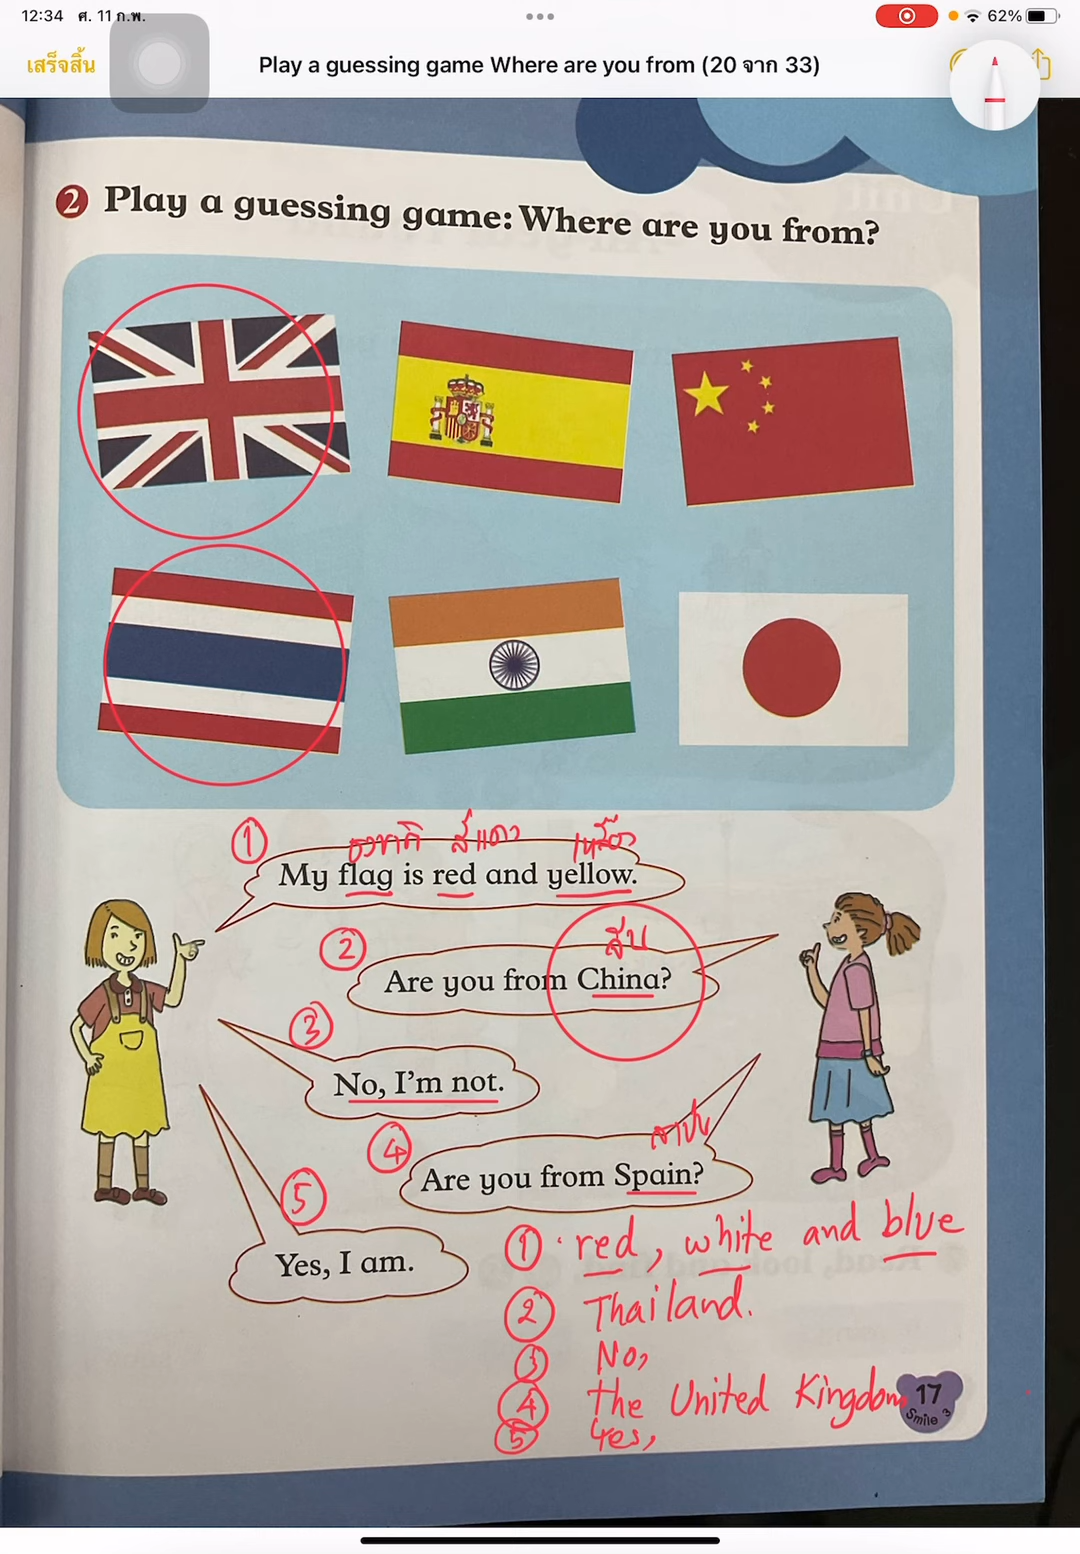 12:34 ศ. 11 ก.พ.
62%
เสร็จสิ้น
Play a guessing game Where are you from (20 จาก 33)
2 Play a guessing game: Where are you from?
1
ธงชาติ สีแดง เหลือง
My flag is red and yellow.
2
จีน
Are you from China?
3
No, I'm not.
4
สเปน
Are you from Spain?
5
Yes, I am.
1 red, white and blue
2 Thailand.
3 No,
4 the United Kingdom
5 Yes,
17
Smile 3